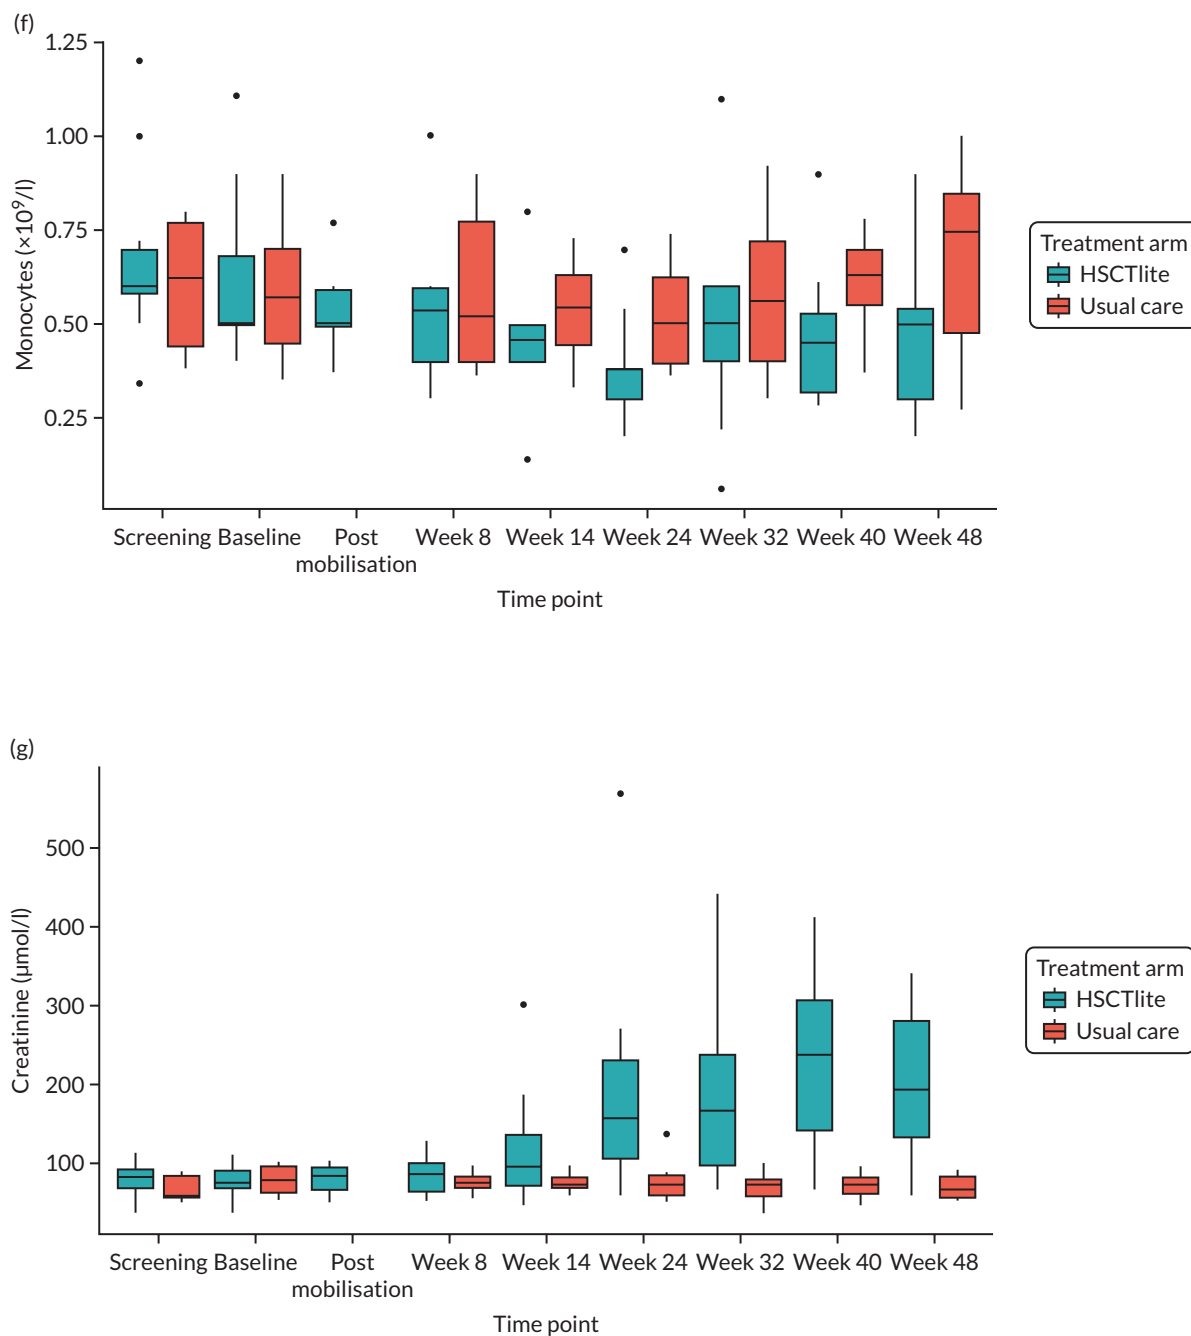 (f)
1.25
1.00
0.75
0.50
0.25
Monocytes (×10⁹/l)
Screening Baseline Post mobilisation Week 8 Week 14 Week 24 Week 32 Week 40 Week 48
Time point
Treatment arm
HSCTlite
Usual care
(g)
500
400
300
200
100
Creatinine (µmol/l)
Screening Baseline Post mobilisation Week 8 Week 14 Week 24 Week 32 Week 40 Week 48
Time point
Treatment arm
HSCTlite
Usual care